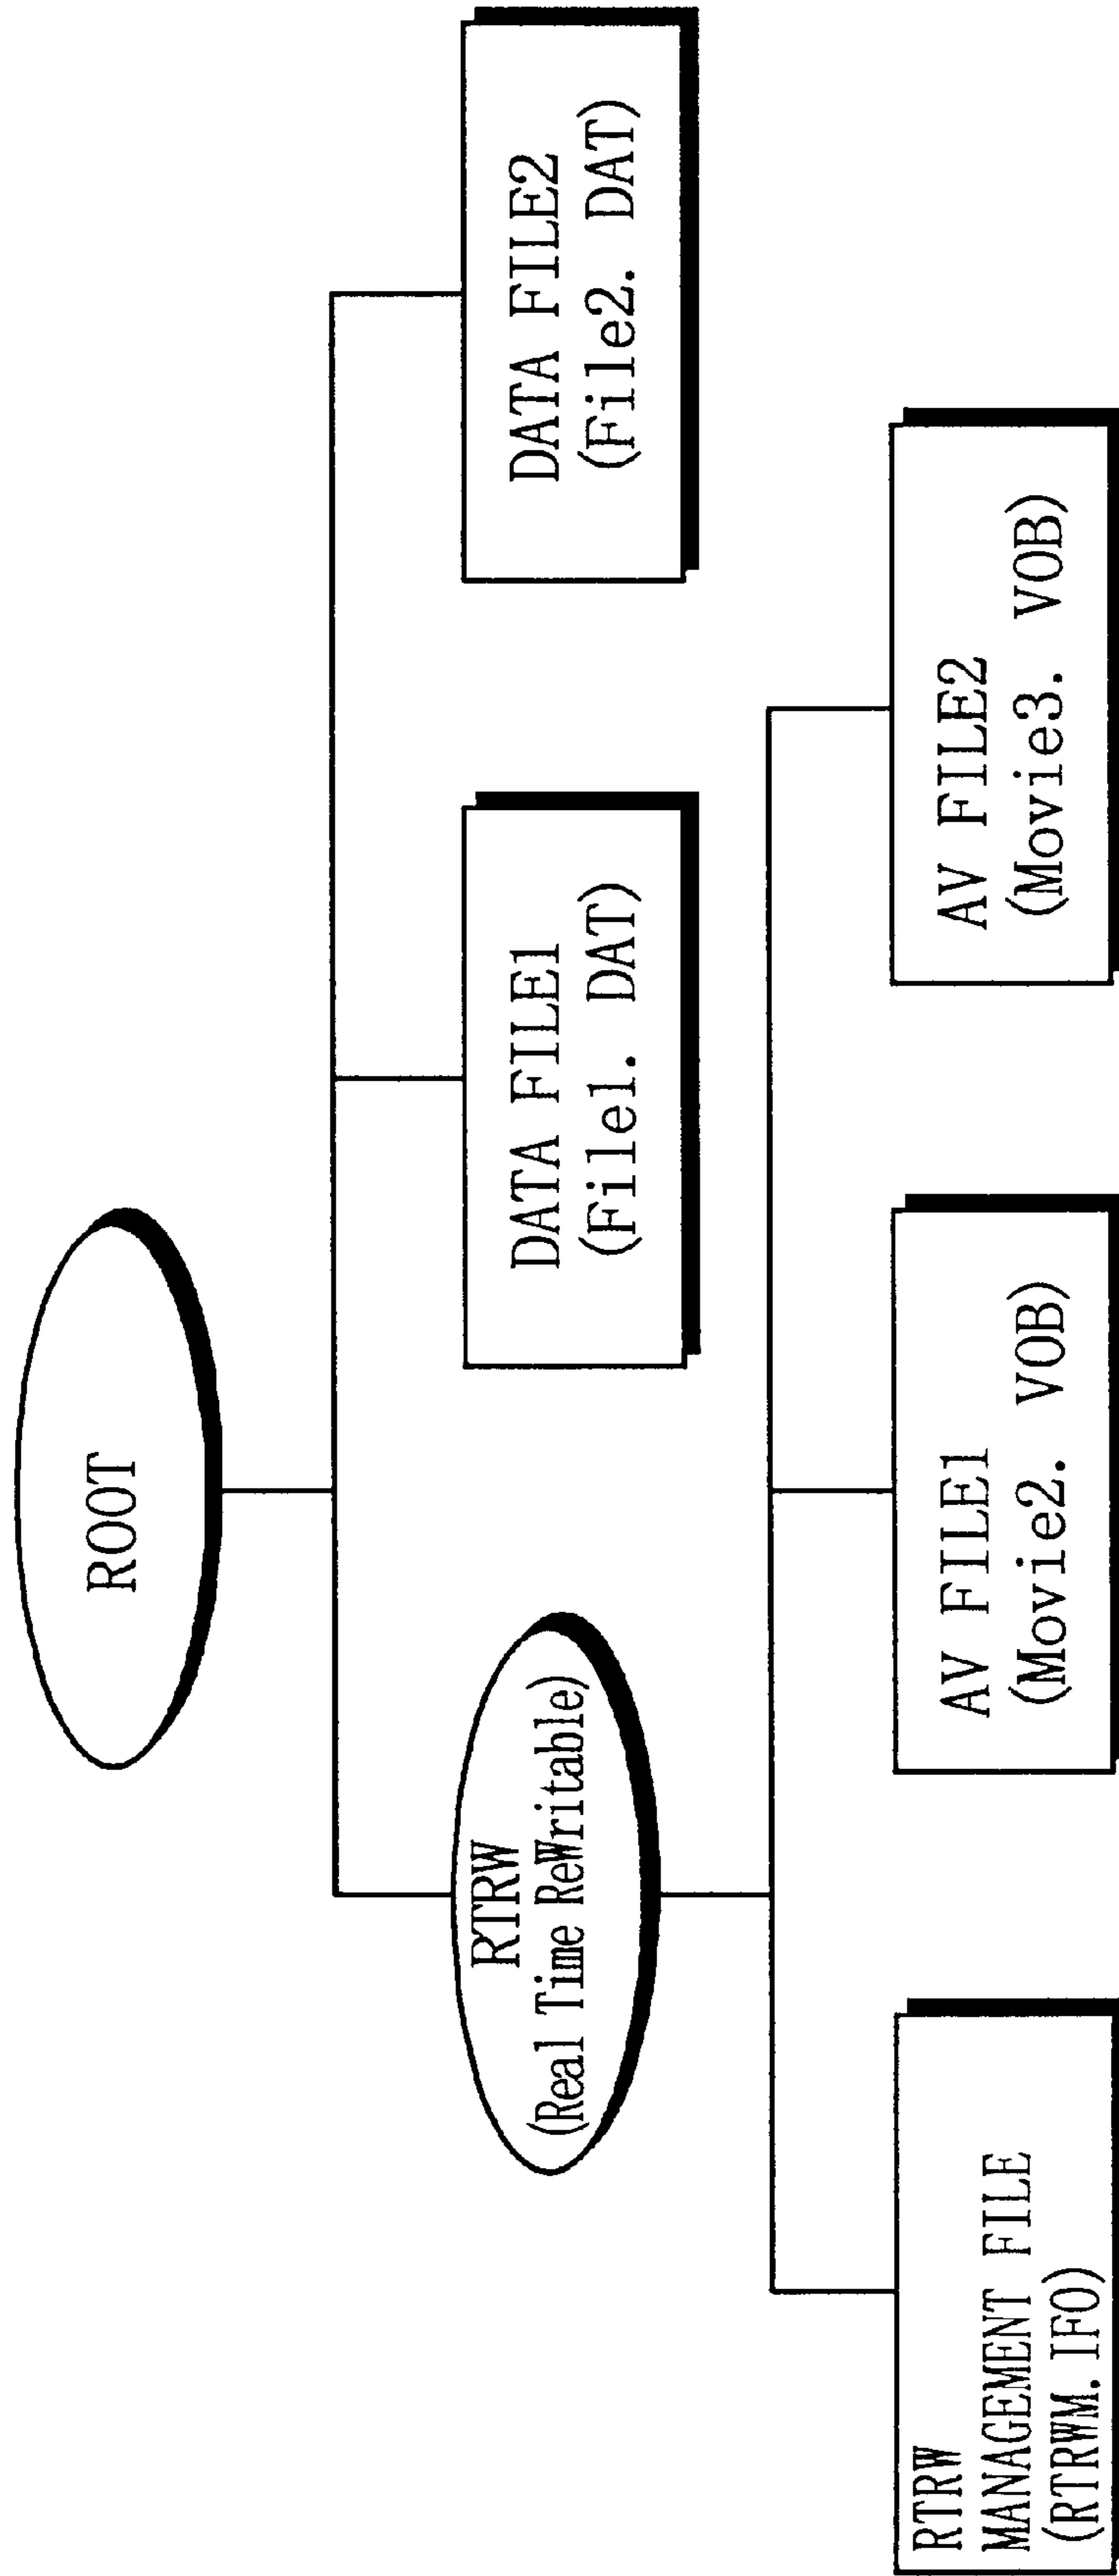 ROOT
RTRW
(Real Time ReWritable)
DATA FILE1
(File1. DAT)
DATA FILE2
(File2. DAT)
RTRW
MANAGEMENT FILE
(RTRWM. IFO)
AV FILE1
(Movie2. VOB)
AV FILE2
(Movie3. VOB)